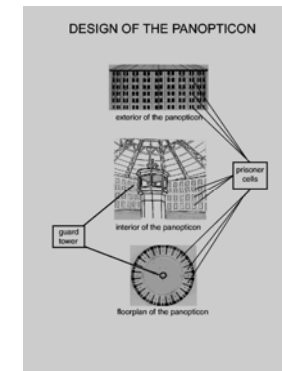 DESIGN OF THE PANOPTICON
exterior of the panopticon
prisoner
cells
interior of the panopticon
guard
tower
floorplan of the panopticon